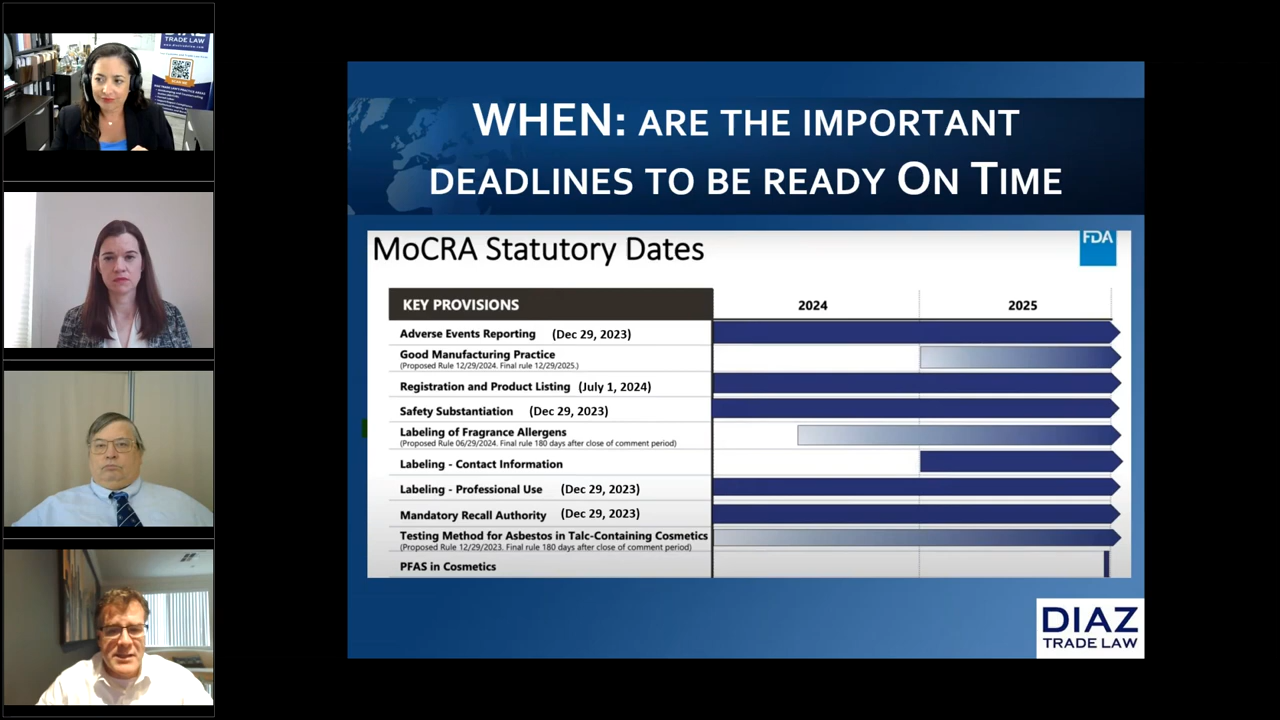 WHEN: ARE THE IMPORTANT
DEADLINES TO BE READY ON TIME
MoCRA Statutory Dates
FDA
KEY PROVISIONS
2024
2025
Adverse Events Reporting (Dec 29, 2023)
Good Manufacturing Practice
(Proposed Rule 12/29/2024. Final rule 12/29/2025.)
Registration and Product Listing (July 1, 2024)
Safety Substantiation (Dec 29, 2023)
Labeling of Fragrance Allergens
(Proposed Rule 06/29/2024. Final rule 180 days after close of comment period)
Labeling - Contact Information
Labeling - Professional Use (Dec 29, 2023)
Mandatory Recall Authority (Dec 29, 2023)
Testing Method for Asbestos in Talc-Containing Cosmetics
(Proposed Rule 12/29/2023. Final rule 180 days after close of comment period)
PFAS in Cosmetics
DIAZ
TRADE LAW
TRADE LAW